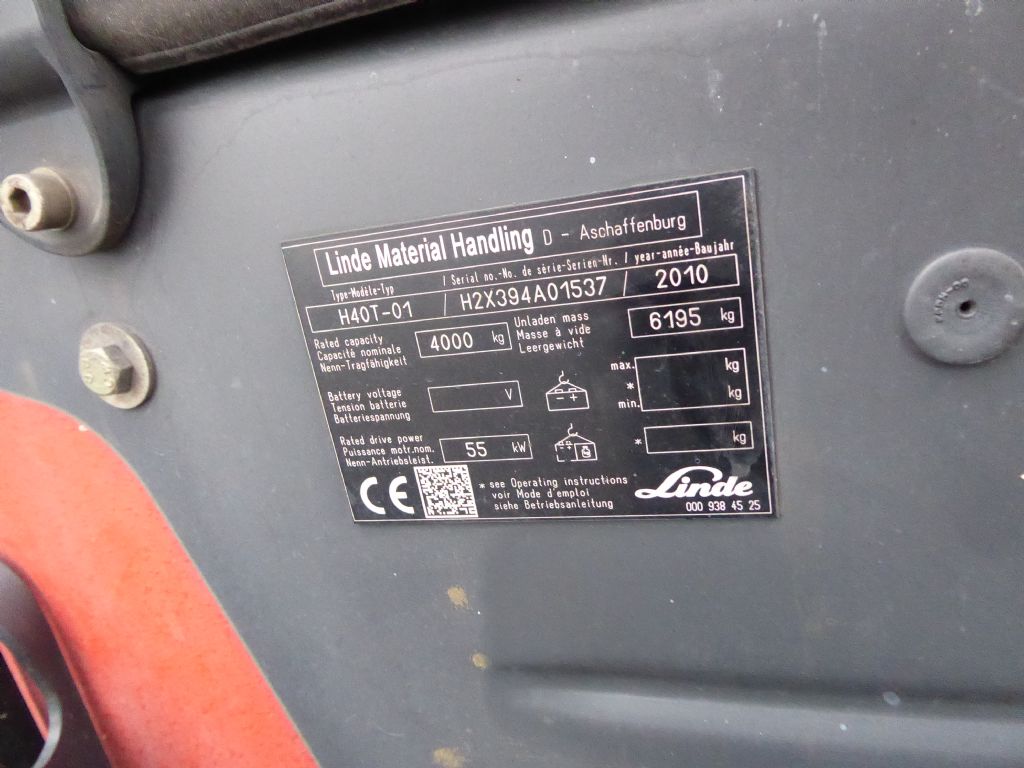 Linde Material Handling D - Aschaffenburg
Type-Modèle-Typ / Serial no.-No. de série-Serien-Nr. / year-année-Baujahr
H40T-01 / H2X394A01537 / 2010
Rated capacity
Capacité nominale
Nenn-Tragfähigkeit
4000 kg
Unladen mass
Masse à vide
Leergewicht
6195 kg
Battery voltage
Tension batterie
Batteriespannung
V
- +
max. kg
*
min. kg
Rated drive power
Puissance motr.nom.
Nenn-Antriebsleist.
55 kW
- +
* kg
CE
* see Operating instructions
voir Mode d'emploi
siehe Betriebsanleitung
Linde
000 938 45 25